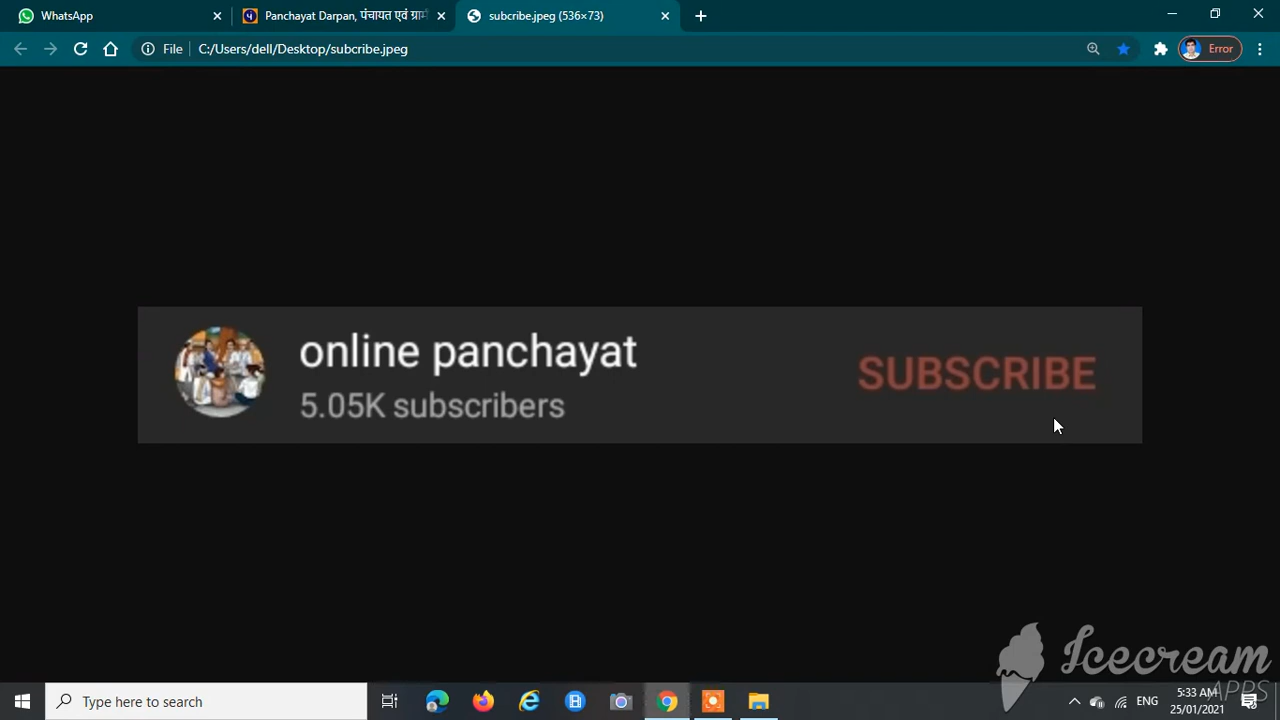 WhatsApp
Panchayat Darpan, पंचायत एवं ग्रामी
subcribe.jpeg (536×73)
File
C:/Users/dell/Desktop/subcribe.jpeg
Error
online panchayat
5.05K subscribers
SUBSCRIBE
Icecream
APPS
Type here to search
ENG
5:33 AM
25/01/2021